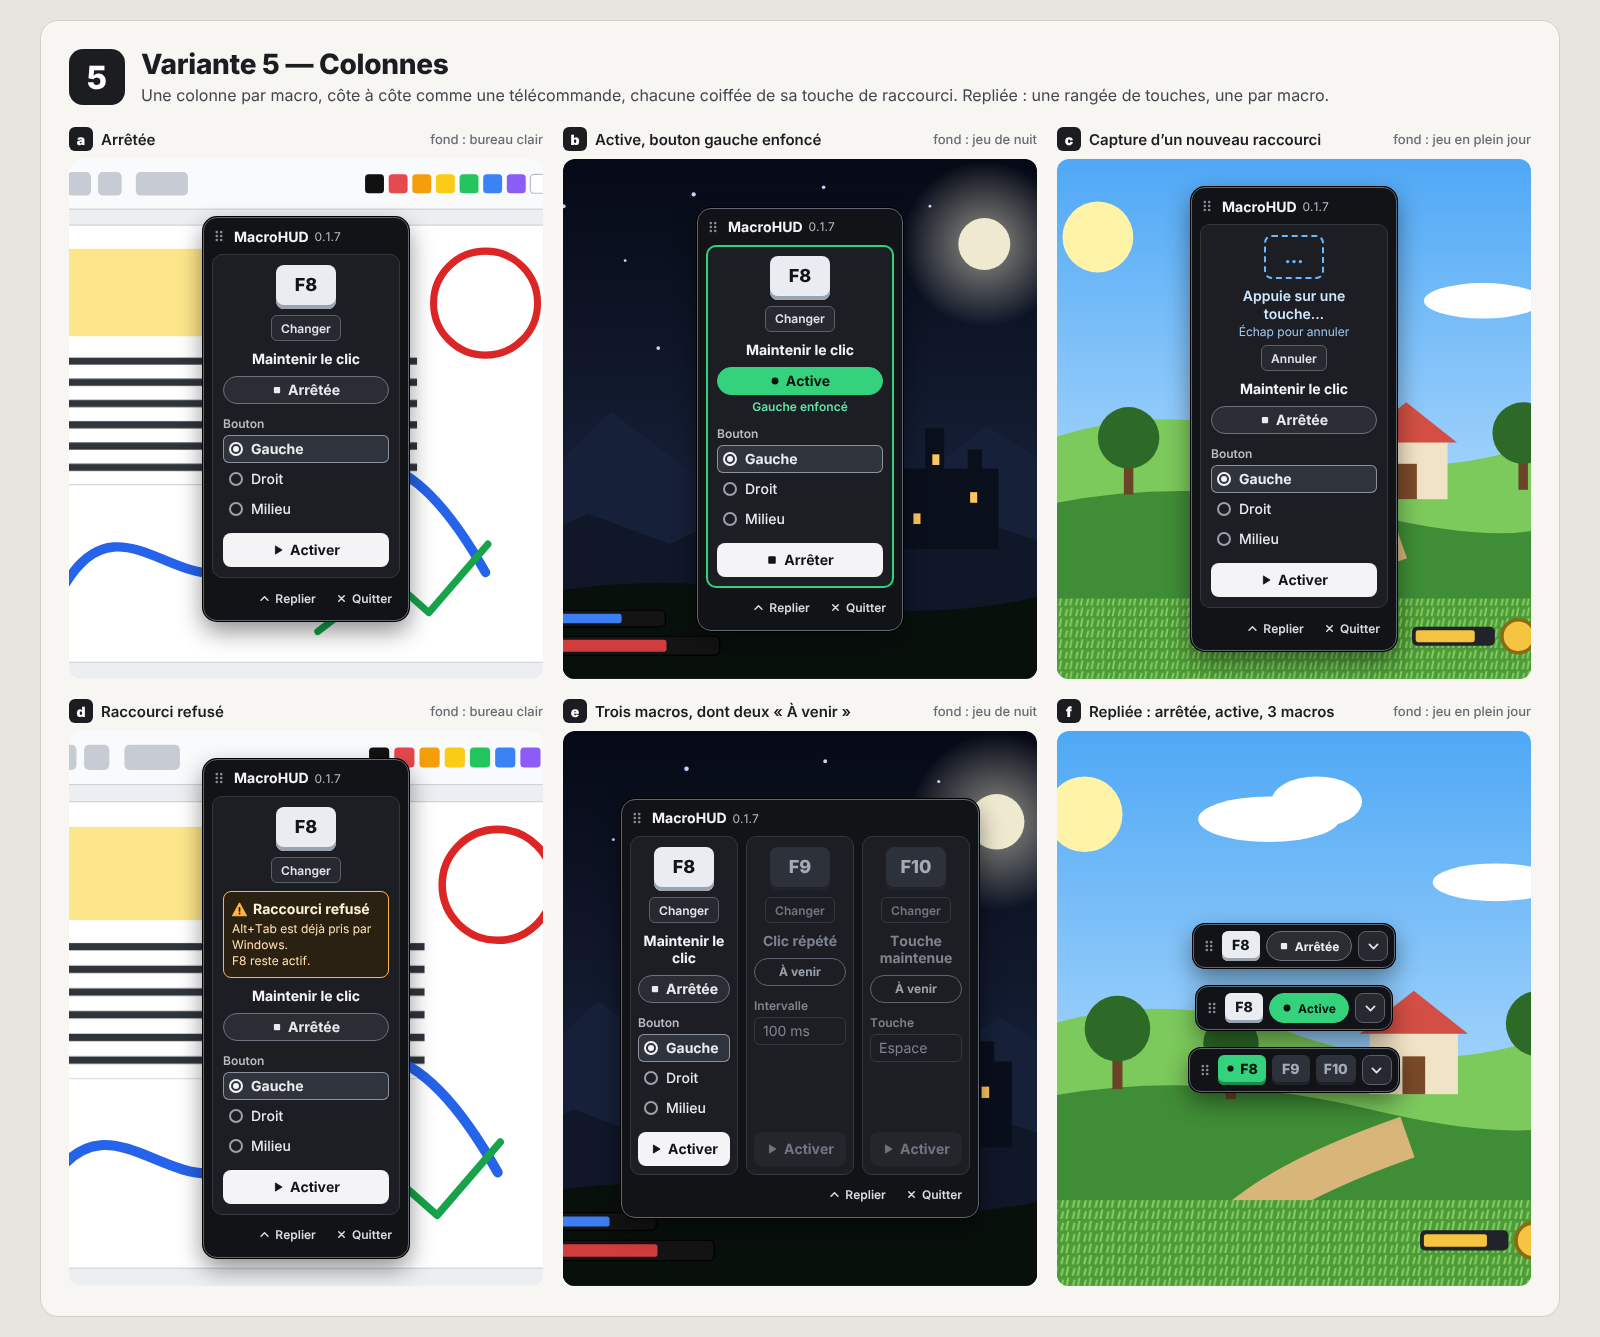 5
Variante 5 — Colonnes
Une colonne par macro, côte à côte comme une télécommande, chacune coiffée de sa touche de raccourci. Repliée : une rangée de touches, une par macro.
a Arrêtée fond : bureau clair
MacroHUD 0.1.7
F8
Changer
Maintenir le clic
Arrêtée
Bouton
Gauche
Droit
Milieu
Activer
Replier Quitter
b Active, bouton gauche enfoncé fond : jeu de nuit
MacroHUD 0.1.7
F8
Changer
Maintenir le clic
Active
Gauche enfoncé
Bouton
Gauche
Droit
Milieu
Arrêter
Replier Quitter
c Capture d’un nouveau raccourci fond : jeu en plein jour
MacroHUD 0.1.7
...
Appuie sur une
touche...
Échap pour annuler
Annuler
Maintenir le clic
Arrêtée
Bouton
Gauche
Droit
Milieu
Activer
Replier Quitter
d Raccourci refusé fond : bureau clair
MacroHUD 0.1.7
F8
Changer
Raccourci refusé
Alt+Tab est déjà pris par
Windows.
F8 reste actif.
Maintenir le clic
Arrêtée
Bouton
Gauche
Droit
Milieu
Activer
Replier Quitter
e Trois macros, dont deux « À venir » fond : jeu de nuit
MacroHUD 0.1.7
F8
Changer
Maintenir le
clic
Arrêtée
Bouton
Gauche
Droit
Milieu
Activer
F9
Changer
Clic répété
À venir
Intervalle
100 ms
Activer
F10
Changer
Touche
maintenue
À venir
Touche
Espace
Activer
Replier Quitter
f Repliée : arrêtée, active, 3 macros fond : jeu en plein jour
F8 Arrêtée
F8 Active
F8 F9 F10